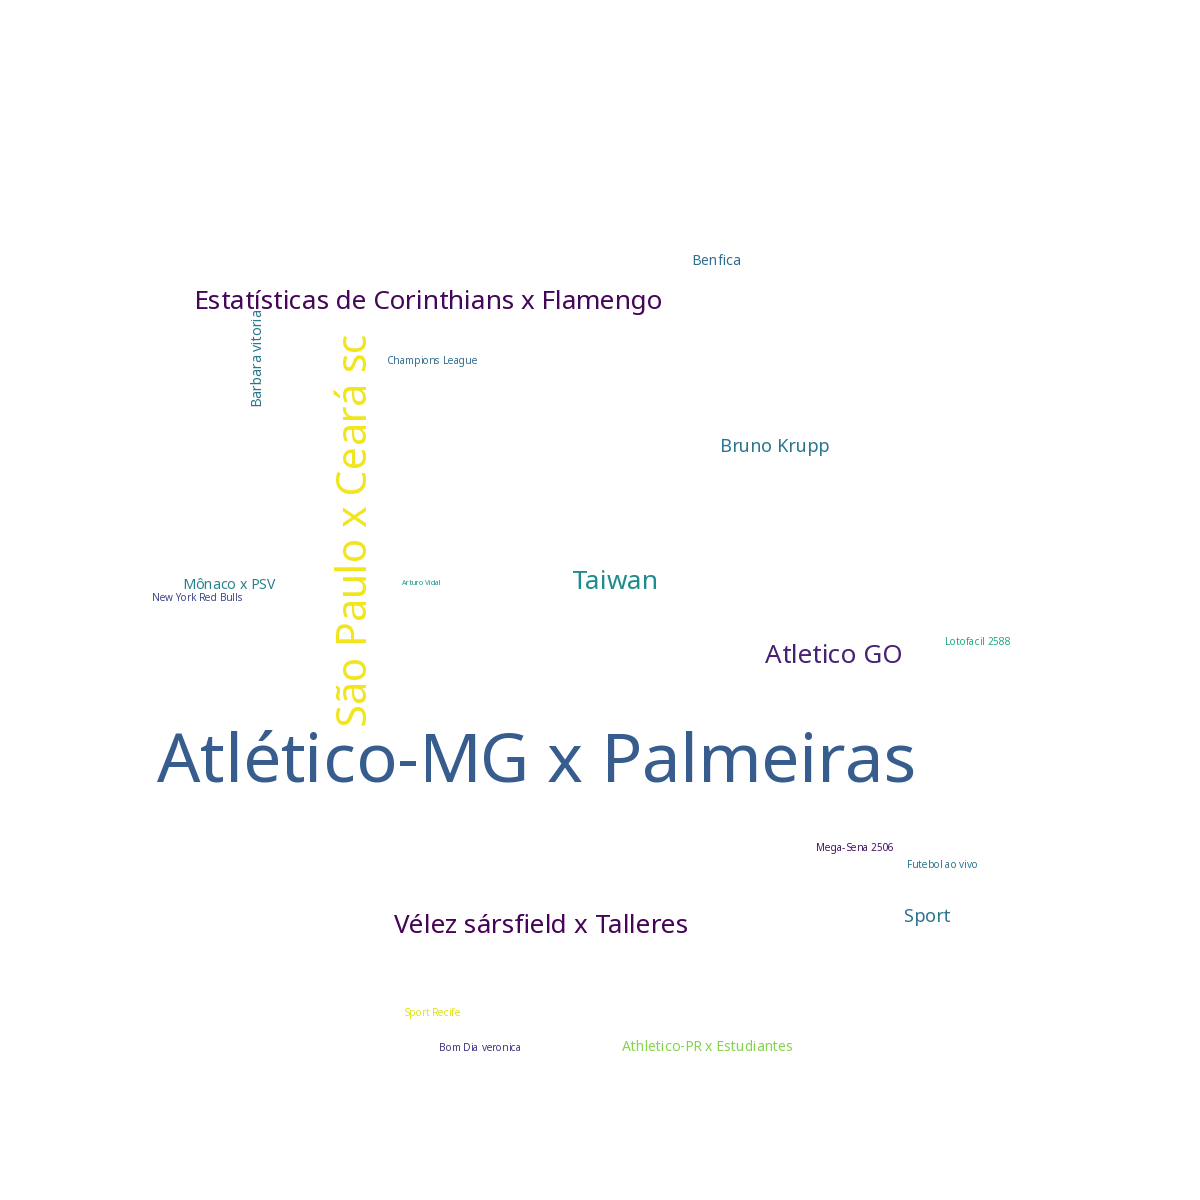 Benfica
Estatísticas de Corinthians x Flamengo
Barbara vitoria
São Paulo x Ceará sc
Champions League
Bruno Krupp
Mônaco x PSV
Arturo Vidal
Taiwan
New York Red Bulls
Lotofacil 2588
Atletico GO
Atlético-MG x Palmeiras
Mega-Sena 2506
Futebol ao vivo
Sport
Vélez sársfield x Talleres
Sport Recife
Bom Dia veronica
Athletico-PR x Estudiantes